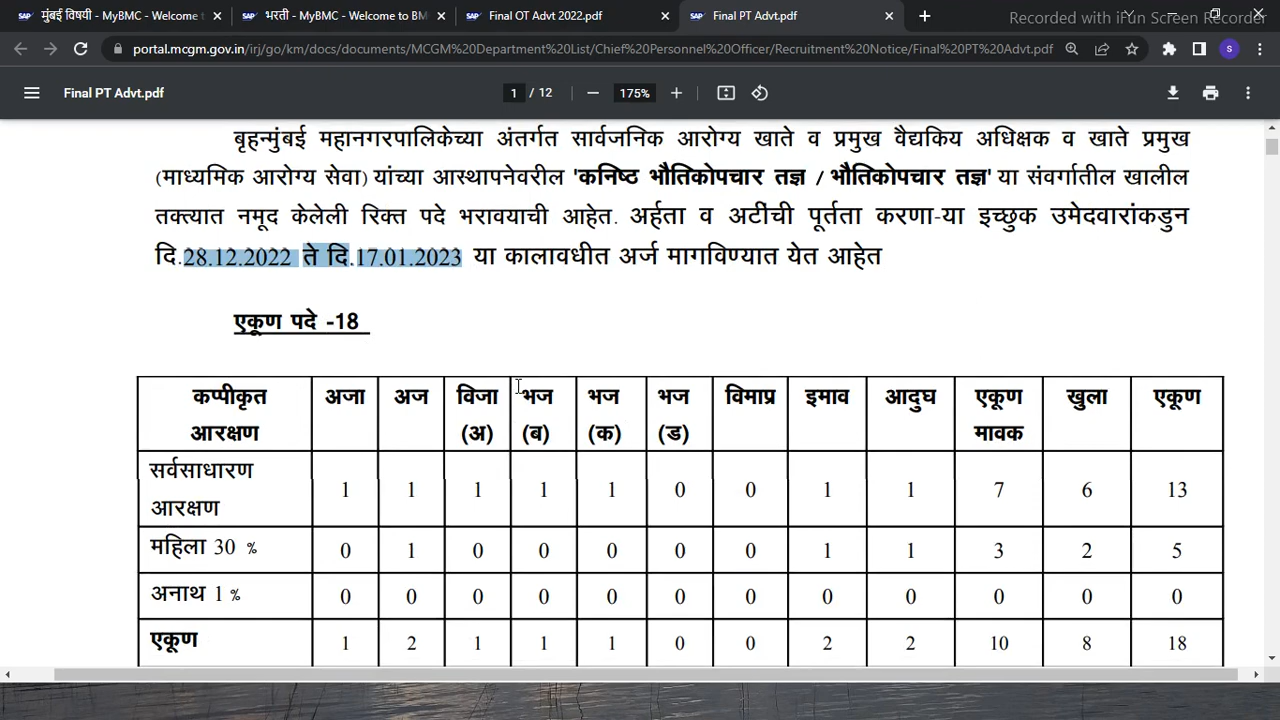 मुंबई विषयी - MyBMC - Welcome t
भरती - MyBMC - Welcome to BM
Final OT Advt 2022.pdf
Final PT Advt.pdf
Recorded with iFun Screen Recorder
portal.mcgm.gov.in/irj/go/km/docs/documents/MCGM%20Department%20List/Chief%20Personnel%20Officer/Recruitment%20Notice/Final%20PT%20Advt.pdf
S
Final PT Advt.pdf
1 / 12
175%
बृहन्मुंबई महानगरपालिकेच्या अंतर्गत सार्वजनिक आरोग्य खाते व प्रमुख वैद्यकिय अधिक्षक व खाते प्रमुख
(माध्यमिक आरोग्य सेवा) यांच्या आस्थापनेवरील 'कनिष्ट भौतिकोपचार तज्ञ / भौतिकोपचार तज्ञ' या संवर्गातील खालील
तक्त्यात नमूद केलेली रिक्त पदे भरावयाची आहेत. अर्हता व अटींची पूर्तता करणा-या इच्छुक उमेदवारांकडुन
दि.28.12.2022 ते दि.17.01.2023 या कालावधीत अर्ज मागविण्यात येत आहेत
एकूण पदे -18
कप्पीकृत आरक्षण अजा अज विजा (अ) भज (ब) भज (क) भज (ड) विमाप्र इमाव आदुघ एकूण मावक खुला एकूण
सर्वसाधारण आरक्षण 1 1 1 1 1 0 0 1 1 7 6 13
महिला 30 % 0 1 0 0 0 0 0 1 1 3 2 5
अनाथ 1 % 0 0 0 0 0 0 0 0 0 0 0 0
एकूण 1 2 1 1 1 0 0 2 2 10 8 18